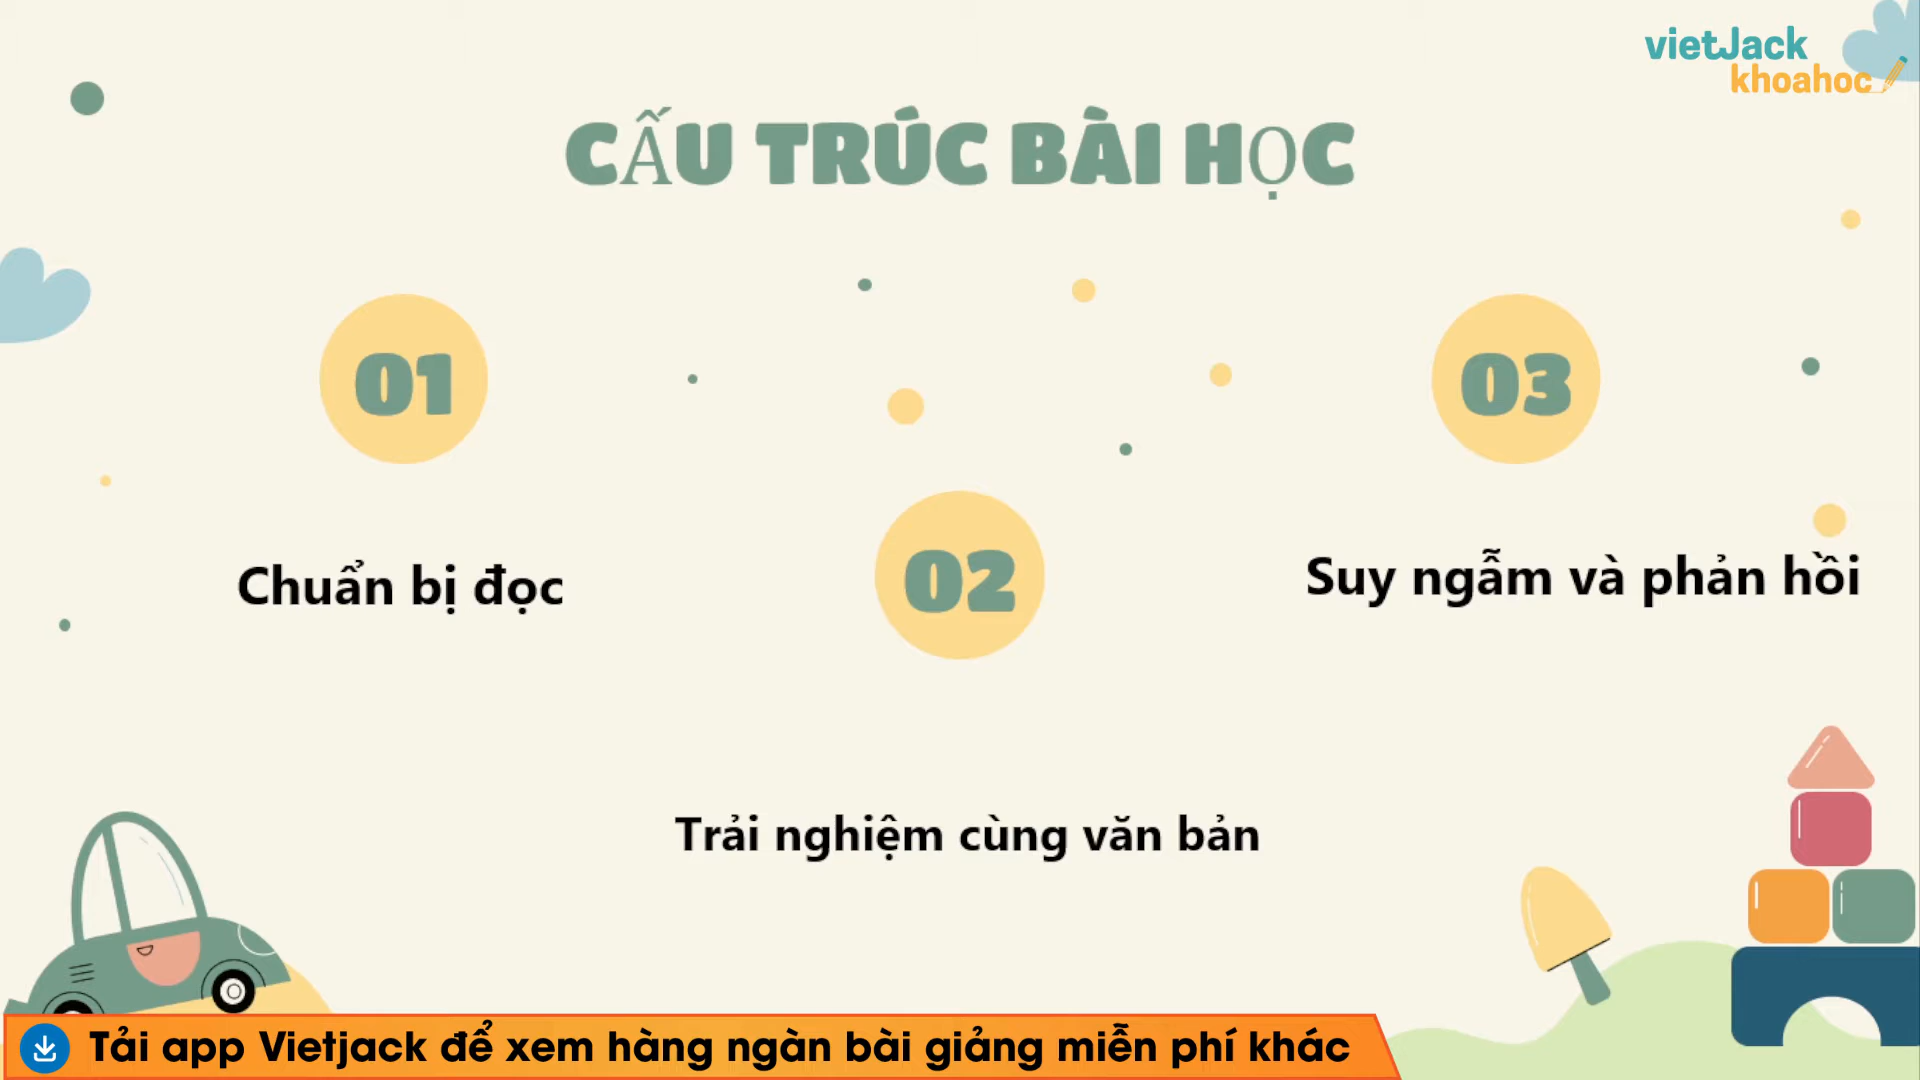 vietJack
khoahoc
CẤU TRÚC BÀI HỌC
01
Chuẩn bị đọc
02
Trải nghiệm cùng văn bản
03
Suy ngẫm và phản hồi
Tải app Vietjack để xem hàng ngàn bài giảng miễn phí khác